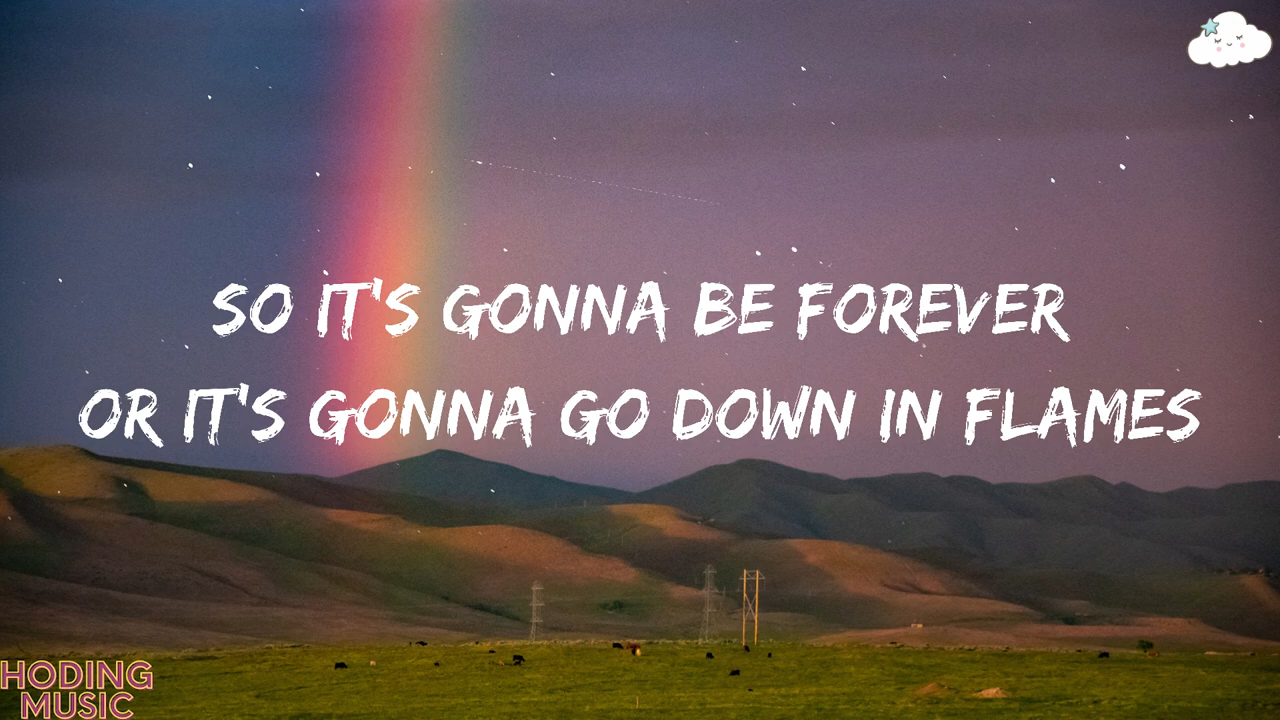 SO IT'S GONNA BE FOREVER
OR IT'S GONNA GO DOWN IN FLAMES
HODING
MUSIC